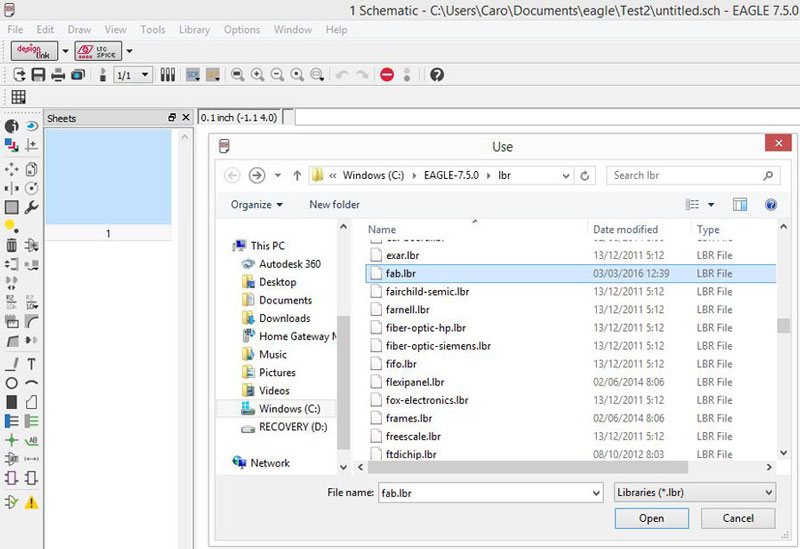 1 Schematic - C:\Users\Caro\Documents\eagle\Test2\untitled.sch - EAGLE 7.5.0
File Edit Draw View Tools Library Options Window Help
design link LTC SPICE
1/1
Sheets
0.1 inch (-1.1 4.0)
1
Use
« Windows (C:) EAGLE-7.5.0 lbr Search lbr
Organize New folder
Name Date modified Type
This PC
Autodesk 360
Desktop
Documents
Downloads
Home Gateway
Music
Pictures
Videos
Windows (C:)
RECOVERY (D:)
Network
exar.lbr 13/12/2011 5:12 LBR File
fab.lbr 03/03/2016 12:39 LBR File
fairchild-semic.lbr 13/12/2011 5:12 LBR File
farnell.lbr 13/12/2011 5:12 LBR File
fiber-optic-hp.lbr 13/12/2011 5:12 LBR File
fiber-optic-siemens.lbr 13/12/2011 5:12 LBR File
fifo.lbr 13/12/2011 5:12 LBR File
flexipanel.lbr 02/06/2014 8:06 LBR File
fox-electronics.lbr 13/12/2011 5:12 LBR File
frames.lbr 02/06/2014 8:06 LBR File
freescale.lbr 13/12/2011 5:12 LBR File
ftdichip.lbr 08/10/2012 8:03 LBR File
File name: fab.lbr Libraries (*.lbr)
Open Cancel